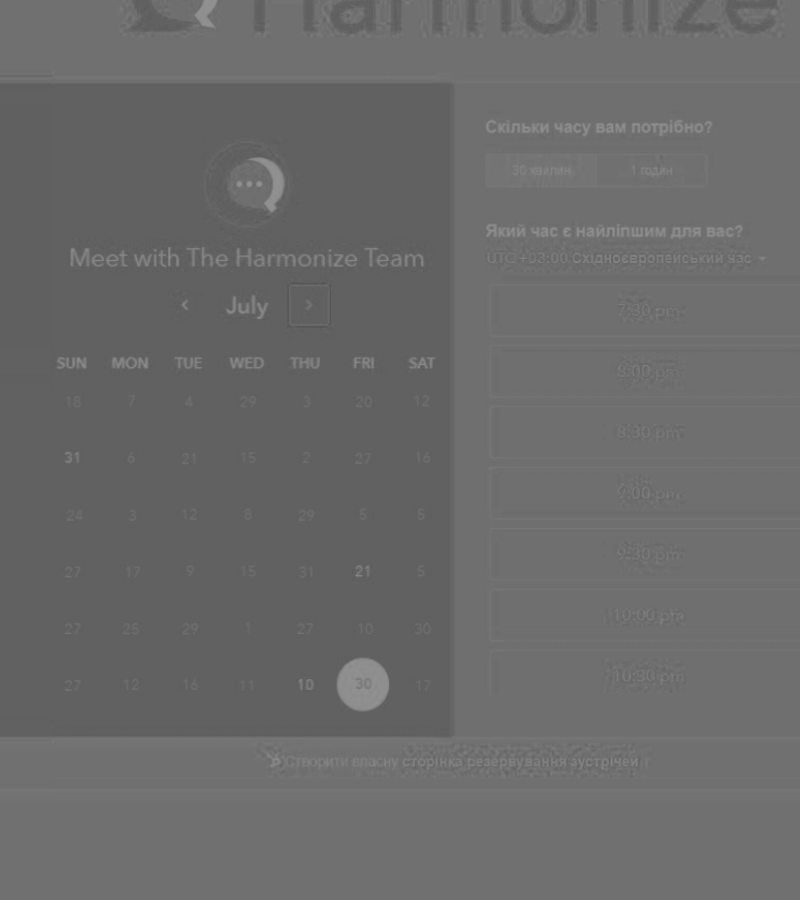 Harmonize
Meet with The Harmonize Team
July
SUN MON TUE WED THU FRI SAT
18 7 4 29 3 20 12
31 6 21 15 2 27 16
24 3 12 8 29 5 5
27 17 9 15 31 21 5
27 25 29 1 27 10 30
27 12 16 11 10 30 17
Скільки часу вам потрібно?
30 хвилин 1 годин
Який час є найліпшим для вас?
UTC +03:00 Східноєвропейський час
7:30 pm
8:00 pm
8:30 pm
9:00 pm
9:30 pm
10:00 pm
10:30 pm
Створити власну сторінка резервування зустрічей